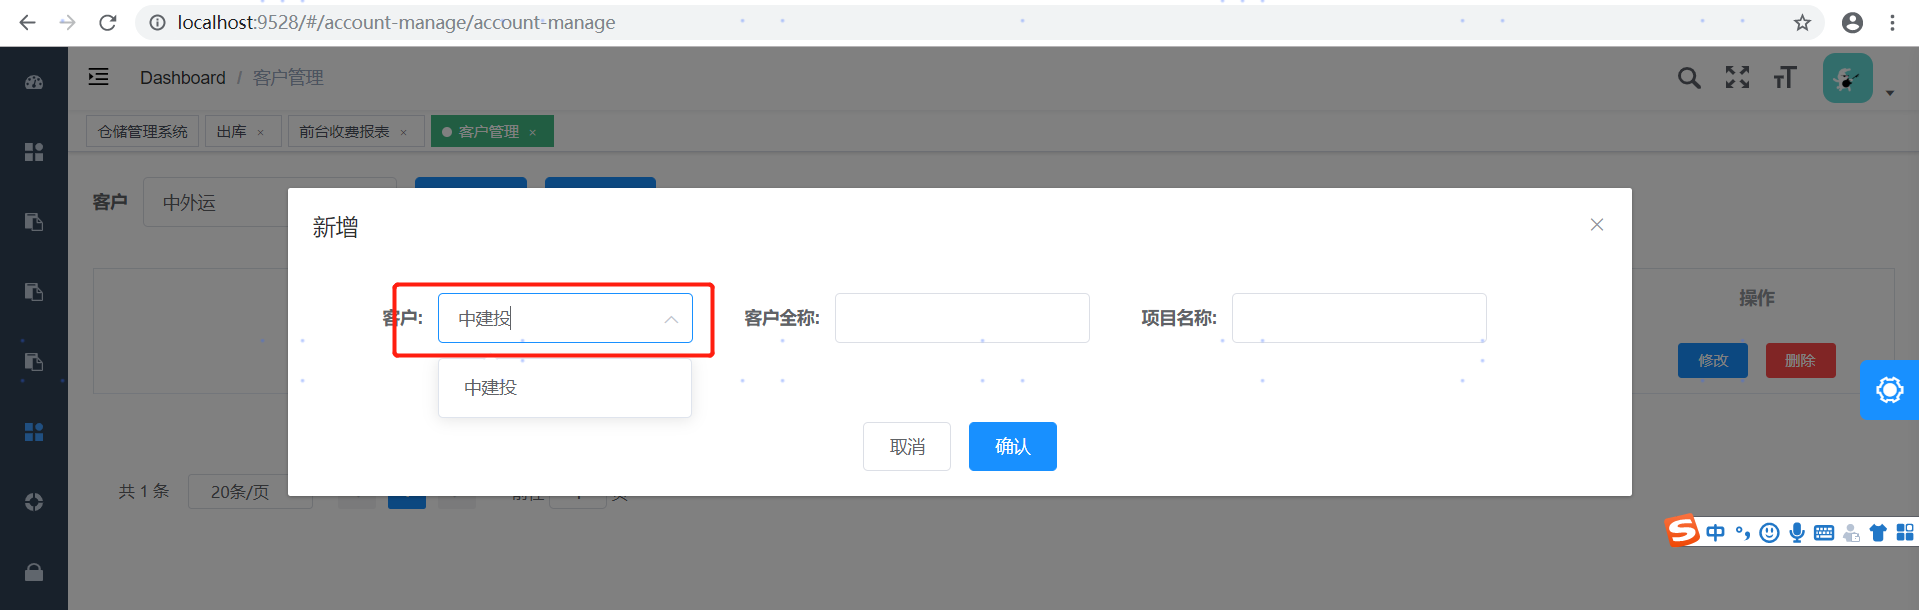 localhost:9528/#/account-manage/account-manage
Dashboard / 客户管理
仓储管理系统 出库 × 前台收费报表 × 客户管理 ×
客户 中外运
新增
客户: 中建投 客户全称: 项目名称:
中建投
操作
修改 删除
取消 确认
共 1 条 20条/页 前往 页
中